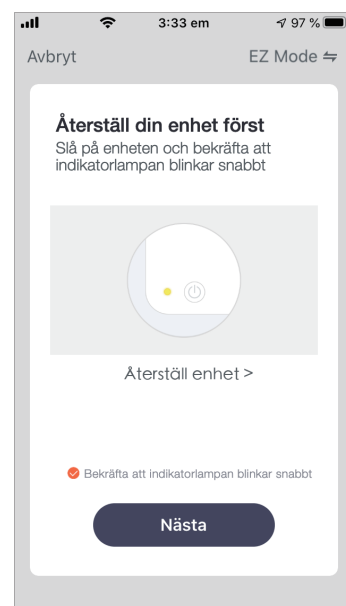 3:33 em
97 %
Avbryt
EZ Mode
Återställ din enhet först
Slå på enheten och bekräfta att
indikatorlampan blinkar snabbt
Återställ enhet >
Bekräfta att indikatorlampan blinkar snabbt
Nästa